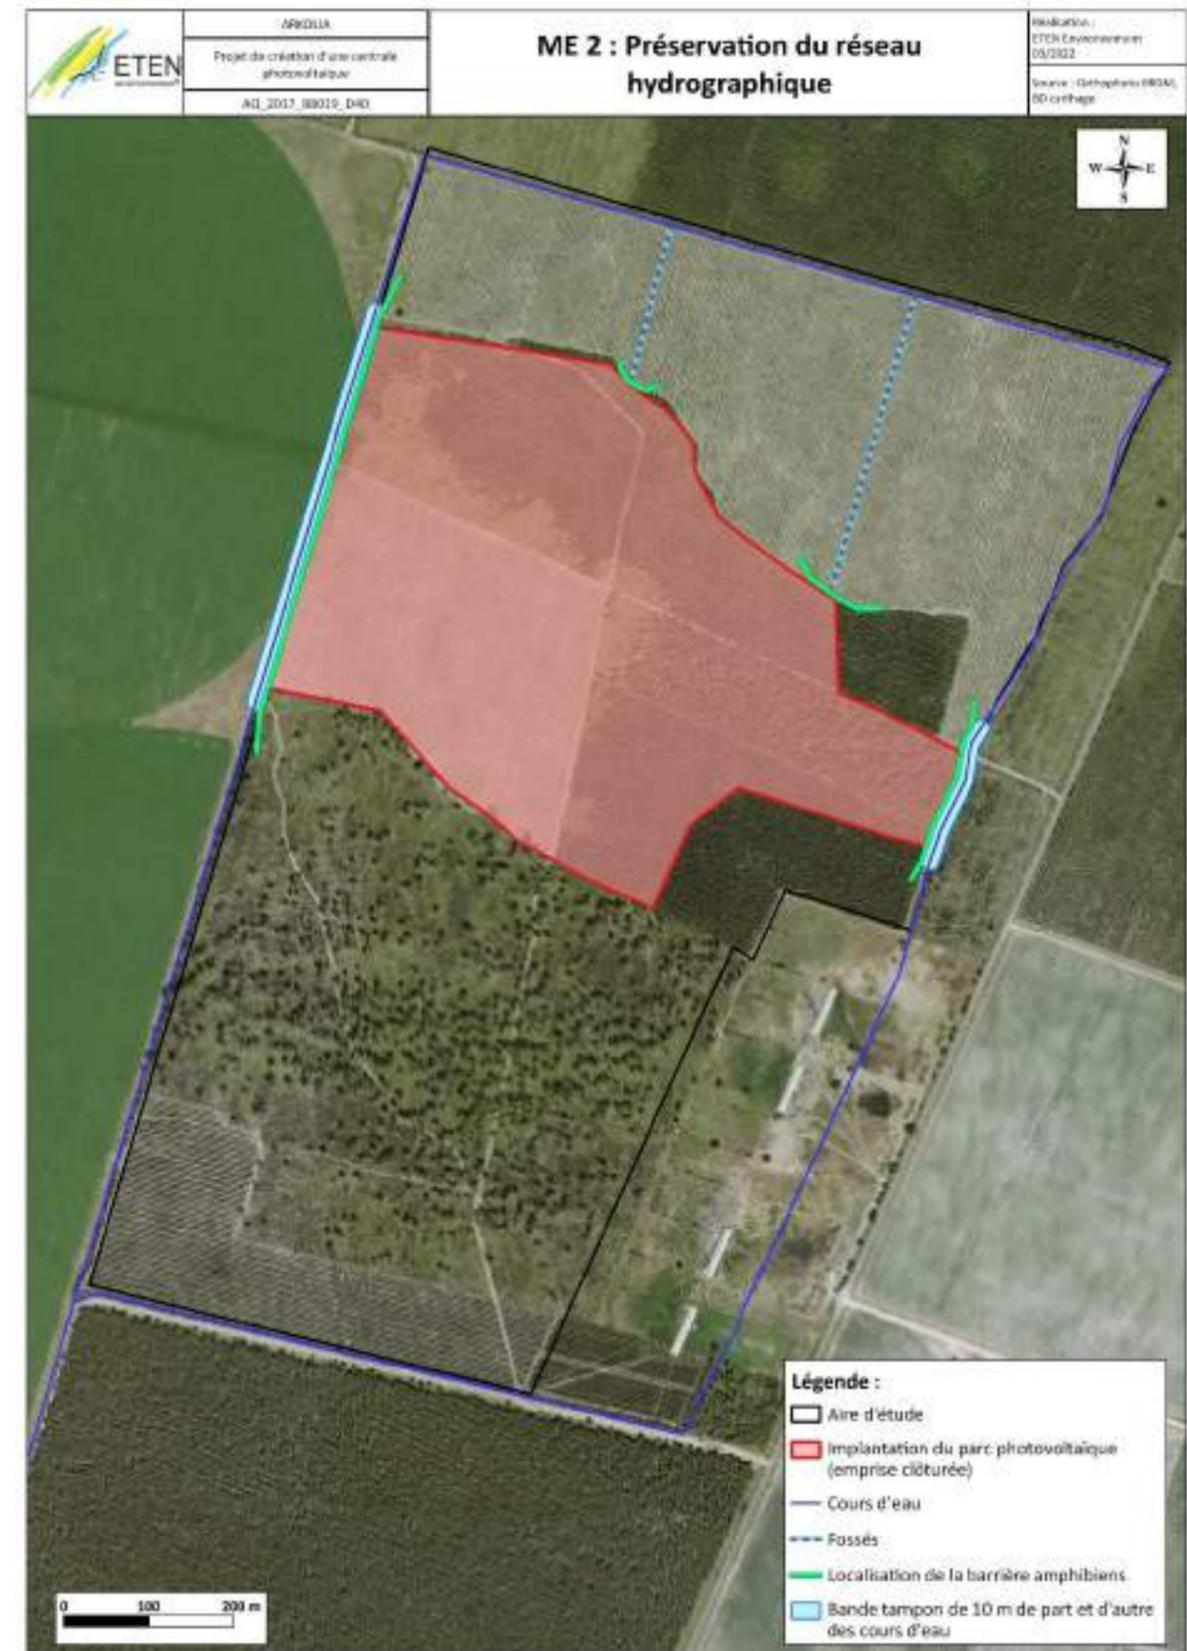 ETEN
ARKOLIA
Projet de création d'une centrale
photovoltaïque
ME 2 : Préservation du réseau
hydrographique
Réalisation :
ETEN Environnement
03/2022
BD carthage
N
W E
S
Légende :
Aire d'étude
Implantation du parc photovoltaïque
(emprise clôturée)
Cours d'eau
Fossés
Localisation de la barrière amphibiens
Bande tampon de 10 m de part et d'autre
des cours d'eau
0 100 200 m